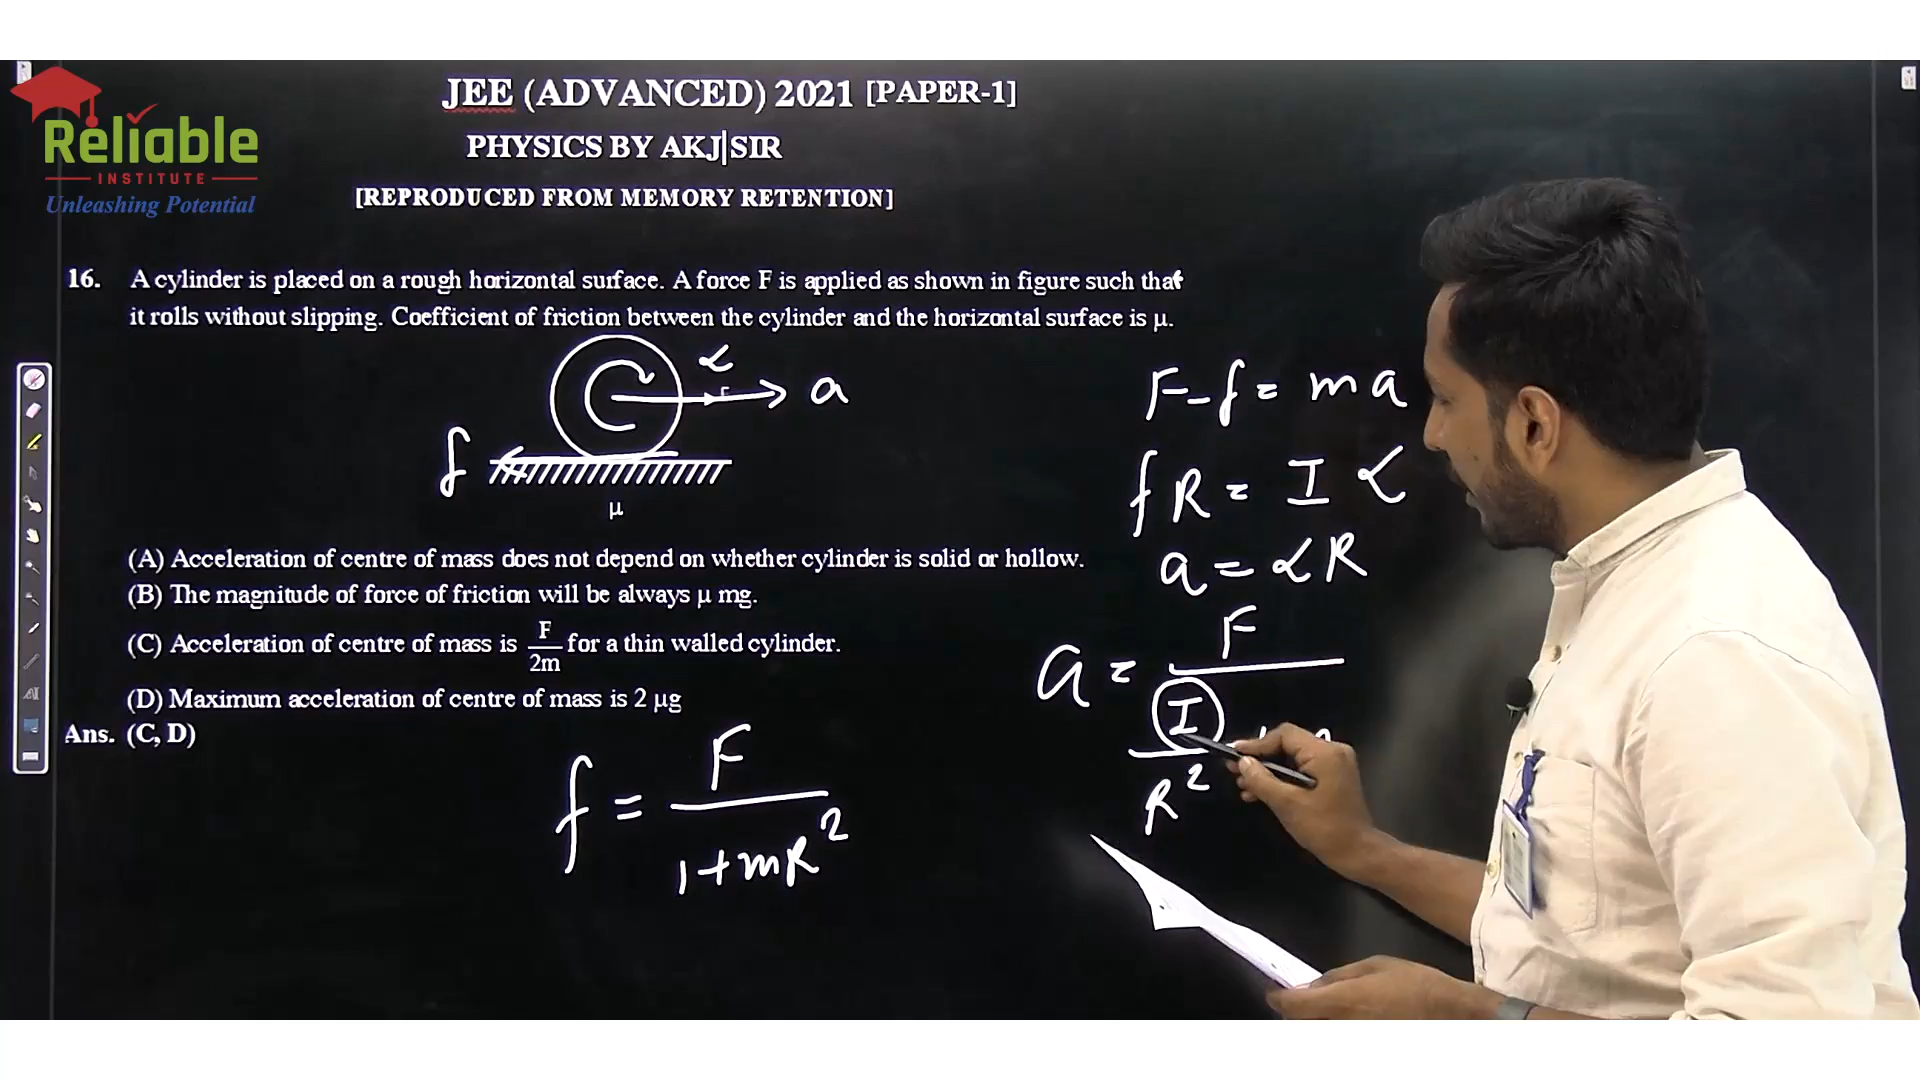 Reliable
INSTITUTE
Unleashing Potential
JEE (ADVANCED) 2021 [PAPER-1]
PHYSICS BY AKJ|SIR
[REPRODUCED FROM MEMORY RETENTION]
16. A cylinder is placed on a rough horizontal surface. A force F is applied as shown in figure such that
it rolls without slipping. Coefficient of friction between the cylinder and the horizontal surface is μ.
α
F
a
f
μ
(A) Acceleration of centre of mass does not depend on whether cylinder is solid or hollow.
(B) The magnitude of force of friction will be always μ mg.
(C) Acceleration of centre of mass is F/2m for a thin walled cylinder.
(D) Maximum acceleration of centre of mass is 2 μg
Ans. (C, D)
f = F
1+mR²
F-f = ma
fR = Iα
a = αR
a = F
I
R²